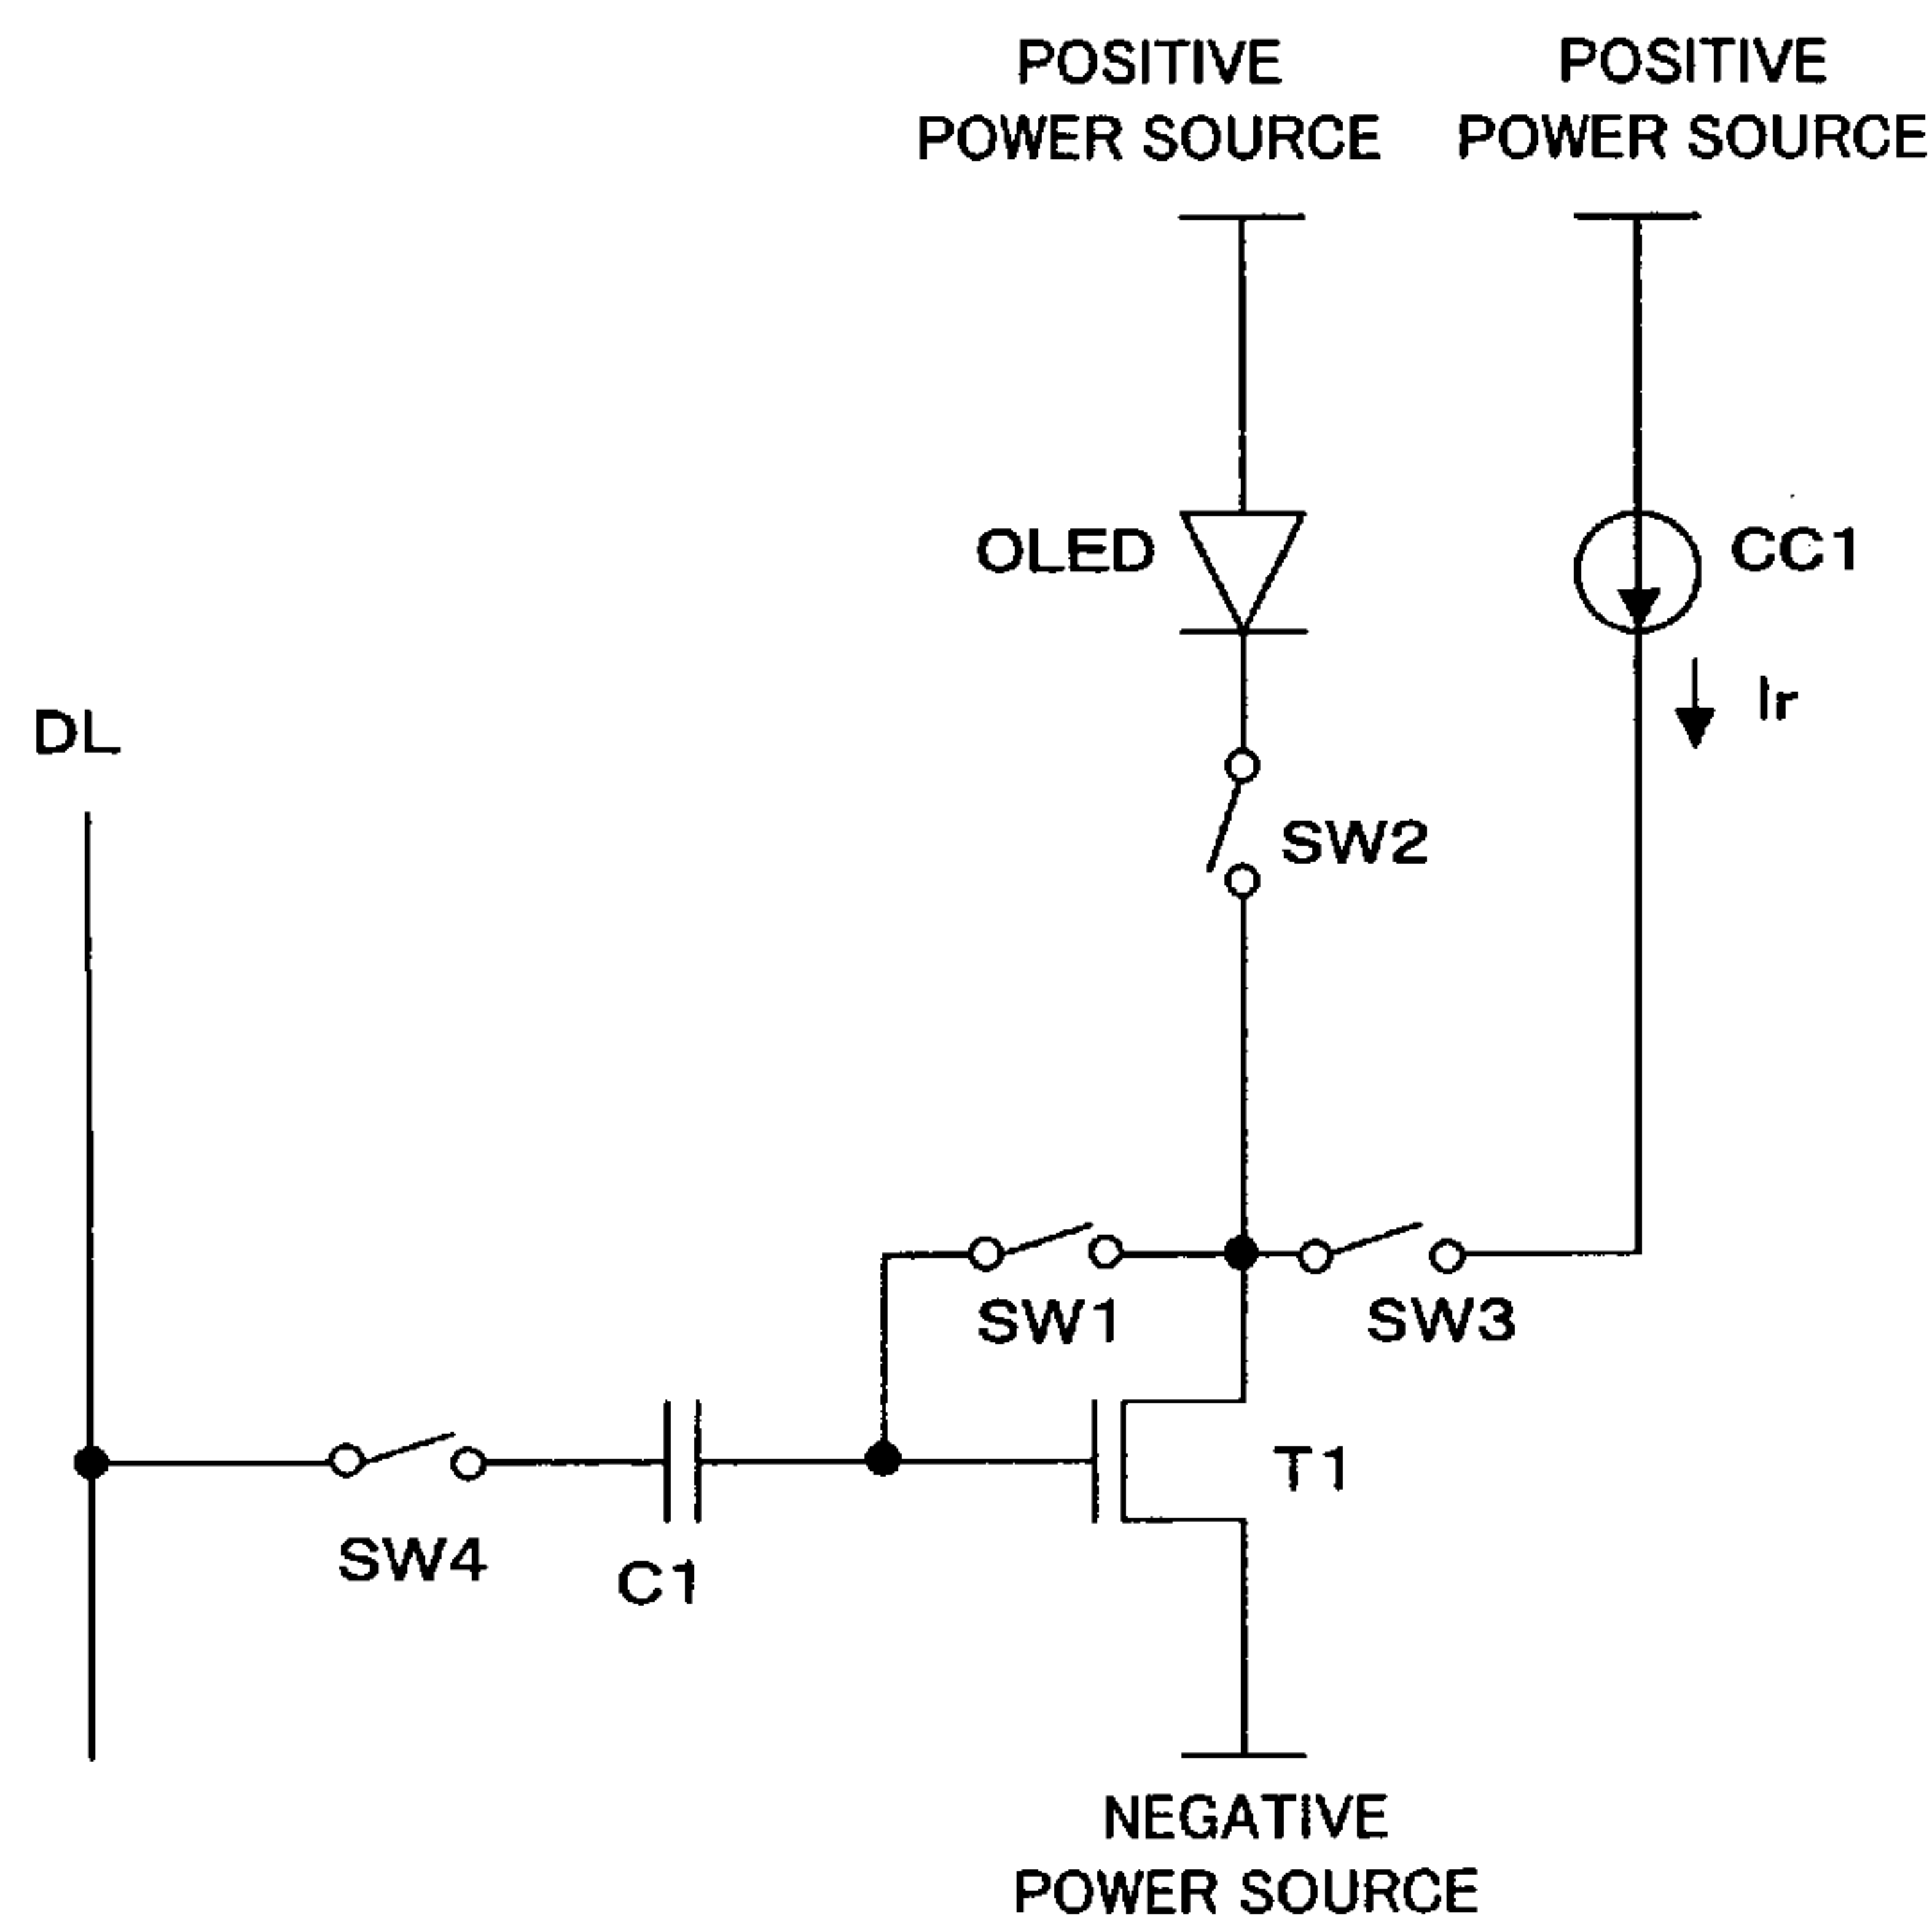 POSITIVE
POWER SOURCE
POSITIVE
POWER SOURCE
OLED
CC1
Ir
DL
SW2
SW1
SW3
T1
SW4
C1
NEGATIVE
POWER SOURCE